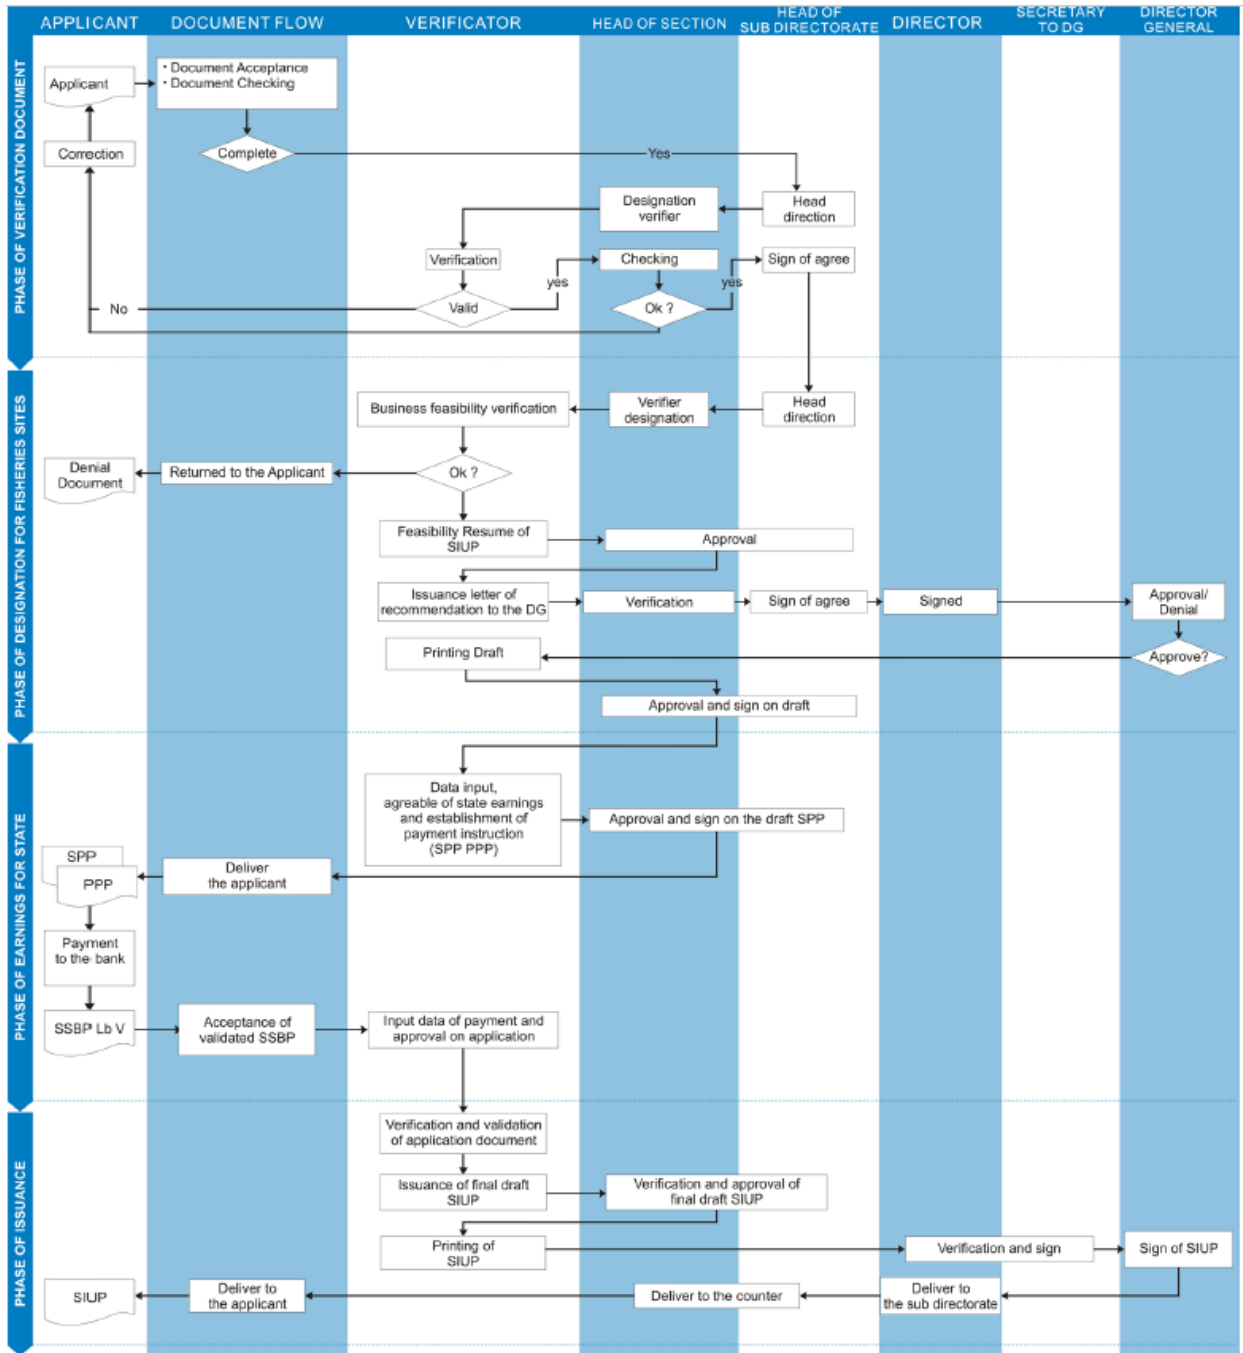 APPLICANT
DOCUMENT FLOW
VERIFICATOR
HEAD OF SECTION
HEAD OF
SUB DIRECTORATE
DIRECTOR
SECRETARY
TO DG
DIRECTOR
GENERAL
PHASE OF VERIFICATION DOCUMENT
Applicant
• Document Acceptance
• Document Checking
Correction
Complete
Yes
Designation
verifier
Head
direction
Verification
Checking
Sign of agree
yes
yes
No
Valid
Ok ?
PHASE OF DESIGNATION FOR FISHERIES SITES
Business feasibility verification
Verifier
designation
Head
direction
Denial
Document
Returned to the Applicant
Ok ?
Feasibility Resume of
SIUP
Approval
Issuance letter of
recommendation to the DG
Verification
Sign of agree
Signed
Approval/
Denial
Printing Draft
Approve?
Approval and sign on draft
PHASE OF EARNINGS FOR STATE
Data input,
agreable of state earnings
and establishment of
payment instruction
(SPP PPP)
Approval and sign on the draft SPP
SPP
PPP
Deliver
the applicant
Payment
to the bank
SSBP Lb V
Acceptance of
validated SSBP
Input data of payment and
approval on application
PHASE OF ISSUANCE
Verification and validation
of application document
Issuance of final draft
SIUP
Verification and approval of
final draft SIUP
Printing of
SIUP
Verification and sign
Sign of SIUP
SIUP
Deliver to
the applicant
Deliver to the counter
Deliver to
the sub directorate